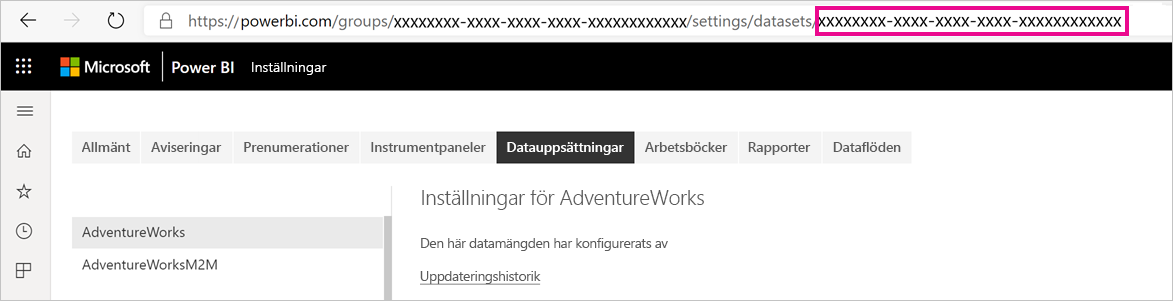 https://powerbi.com/groups/xxxxxxxx-xxxx-xxxx-xxxx-xxxxxxxxxxxx/settings/datasets/xxxxxxxx-xxxx-xxxx-xxxx-xxxxxxxxxxxx
Microsoft Power BI Inställningar
Allmänt Aviseringar Prenumerationer Instrumentpaneler Datauppsättningar Arbetsböcker Rapporter Dataflöden
Inställningar för AdventureWorks
AdventureWorks
Den här datamängden har konfigurerats av
AdventureWorksM2M
Uppdateringshistorik